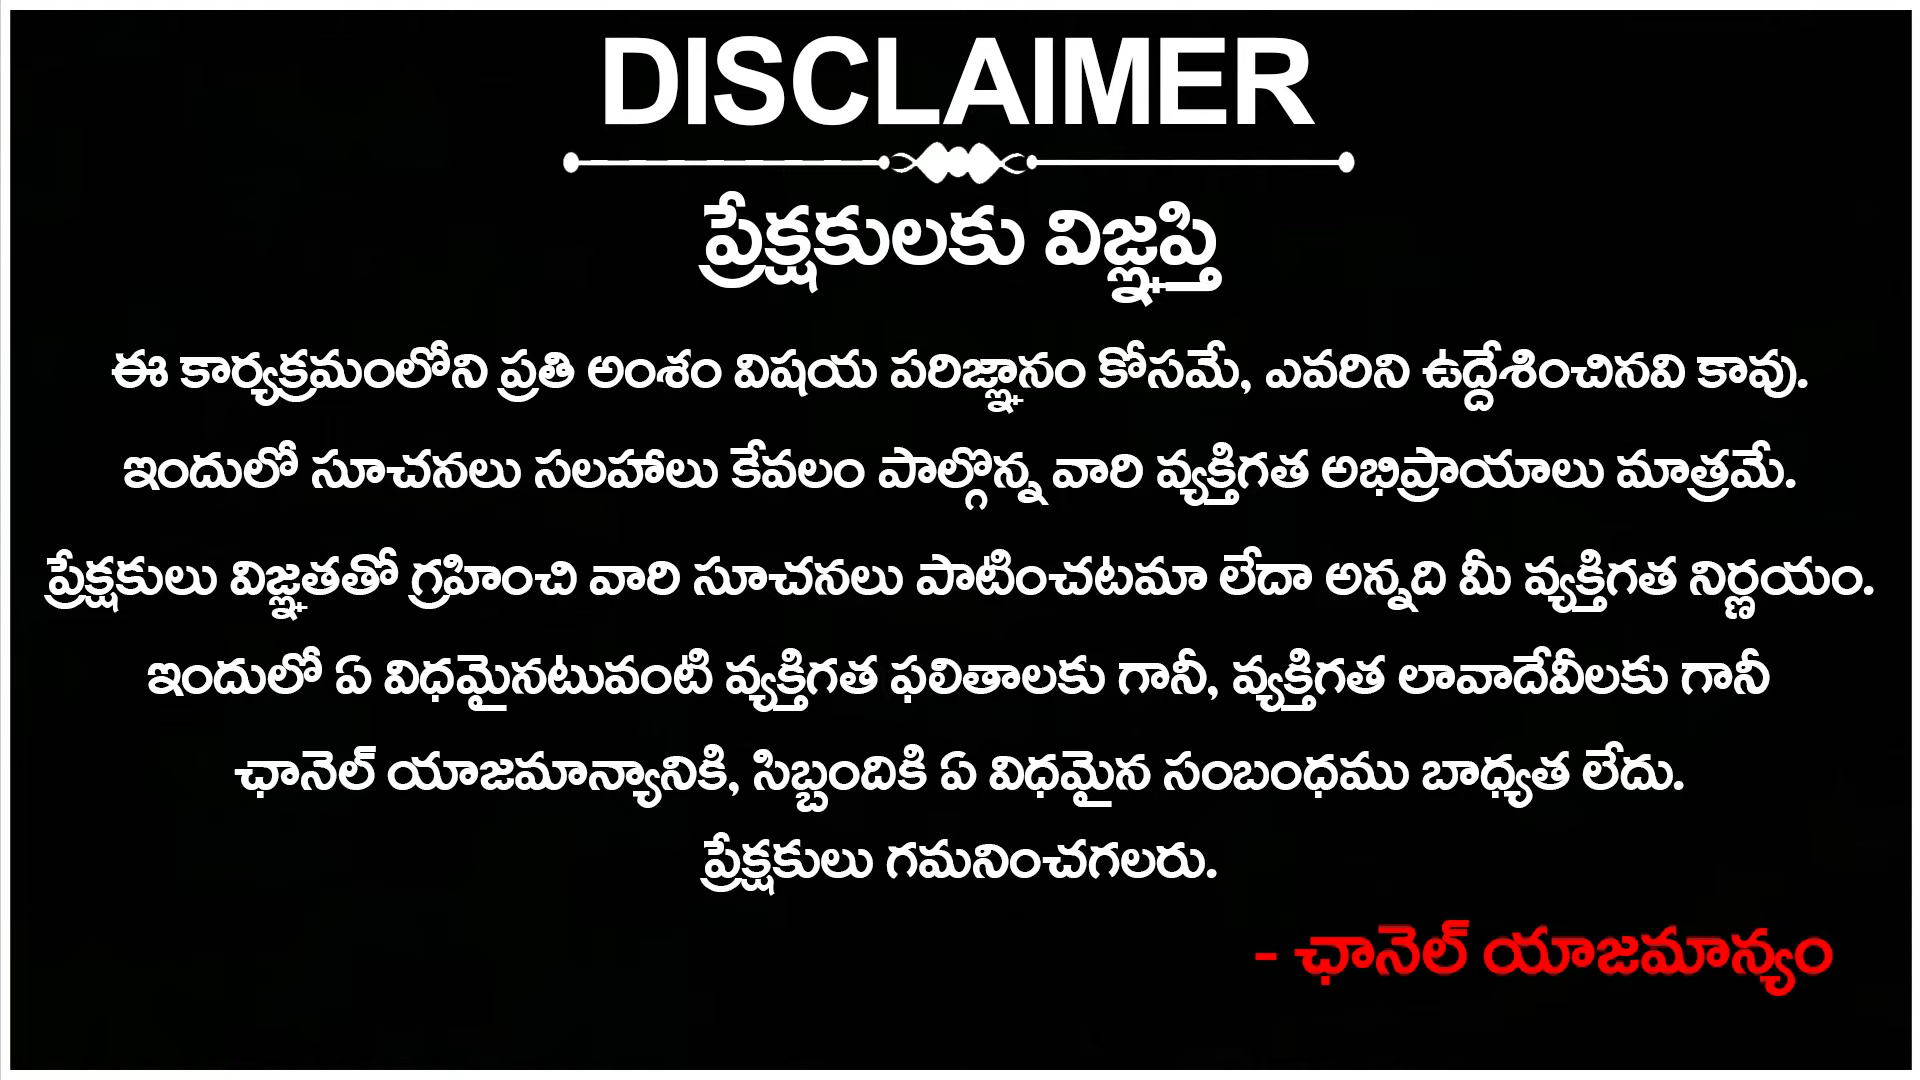 DISCLAIMER
ప్రేక్షకులకు విజ్ఞప్తి
ఈ కార్యక్రమంలోని ప్రతి అంశం విషయ పరిజ్ఞానం కోసమే, ఎవరిని ఉద్దేశించినవి కావు.
ఇందులో సూచనలు సలహాలు కేవలం పాల్గొన్న వారి వ్యక్తిగత అభిప్రాయాలు మాత్రమే.
ప్రేక్షకులు విజ్ఞతతో గ్రహించి వారి సూచనలు పాటించటమా లేదా అన్నది మీ వ్యక్తిగత నిర్ణయం.
ఇందులో ఏ విధమైనటువంటి వ్యక్తిగత ఫలితాలకు గానీ, వ్యక్తిగత లావాదేవీలకు గానీ
ఛానెల్ యాజమాన్యానికి, సిబ్బందికి ఏ విధమైన సంబంధము బాధ్యత లేదు.
ప్రేక్షకులు గమనించగలరు.
- ఛానెల్ యాజమాన్యం